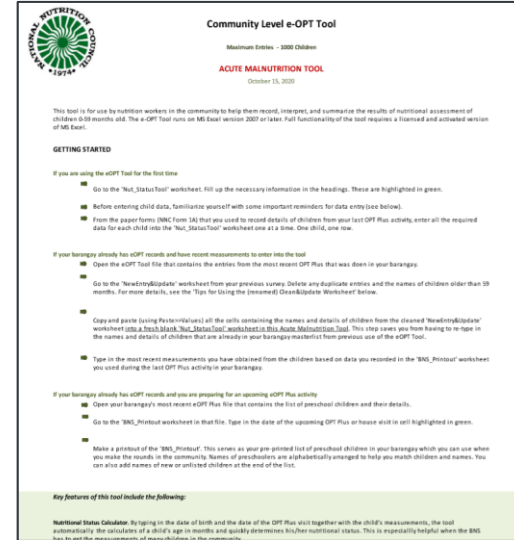 NATIONAL NUTRITION COUNCIL
•1974•
Community Level e-OPT Tool
Maximum Entries - 1000 Children
ACUTE MALNUTRITION TOOL
October 15, 2020
This tool is for use by nutrition workers in the community to help them record, interpret, and summarize the results of nutritional assessment of
children 0-59 months old. The e-OPT Tool runs on MS Excel version 2007 or later. Full functionality of the tool requires a licensed and activated version
of MS Excel.
GETTING STARTED
If you are using the eOPT Tool for the first time
Go to the 'Nut_StatusTool' worksheet. Fill up the necessary information in the headings. These are highlighted in green.
Before entering child data, familiarize yourself with some important reminders for data entry (see below).
From the paper forms (NNC Form 1A) that you used to record details of children from your last OPT Plus activity, enter all the required
data for each child into the 'Nut_StatusTool' worksheet one at a time. One child, one row.
If your barangay already has eOPT records and have recent measurements to enter into the tool
Open the eOPT Tool file that contains the entries from the most recent OPT Plus that was doen in your barangay.
Go to the 'NewEntry&Update' worksheet from your previous survey. Delete any duplicate entries and the names of children older than 59
months. For more details, see the 'Tips for Using the (renamed) Clean&Update Worksheet' below.
Copy and paste (using Paste>>Values) all the cells containing the names and details of children from the cleaned 'NewEntry&Update'
worksheet into a fresh blank 'Nut_StatusTool' worksheet in this Acute Malnutrition Tool. This step saves you from having to re-type in
the names and details of children that are already in your barangay masterlist from previous use of the eOPT Tool.
Type in the most recent measurements you have obtained from the children based on data you recorded in the 'BNS_Printout' worksheet
you used during the last OPT Plus activity in your barangay.
If your barangay already has eOPT records and you are preparing for an upcoming eOPT Plus activity
Open your barangay's most recent eOPT Plus file that contains the list of preschool children and their details.
Go to the 'BNS_Printout worksheet in that file. Type in the date of the upcoming OPT Plus or house visit in cell highlighted in green.
Make a printout of the 'BNS_Printout'. This serves as your pre-printed list of preschool children in your barangay which you can use when
you make the rounds in the community. Names of preschoolers are alphabetically arranged to help you match children and names. You
can also add names of new or unlisted children at the end of the list.
Key features of this tool include the following:
Nutritional Status Calculator. By typing in the date of birth and the date of the OPT Plus visit together with the child's measurements, the tool
automatically the calculates of a child's age in months and quickly determines his/her nutritional status. This is especiallly helpful when the BNS
has to get the measurements of many children in the community.